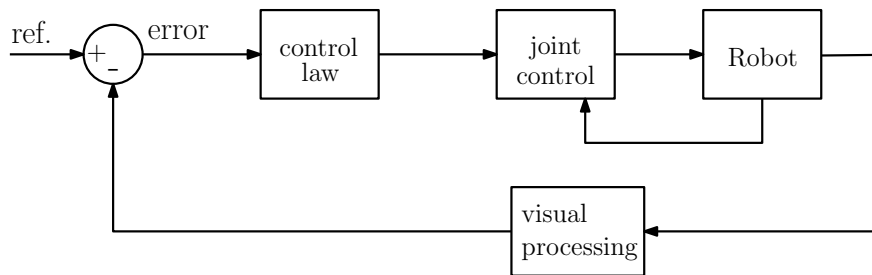 ref.
error
+
-
control
law
joint
control
Robot
visual
processing